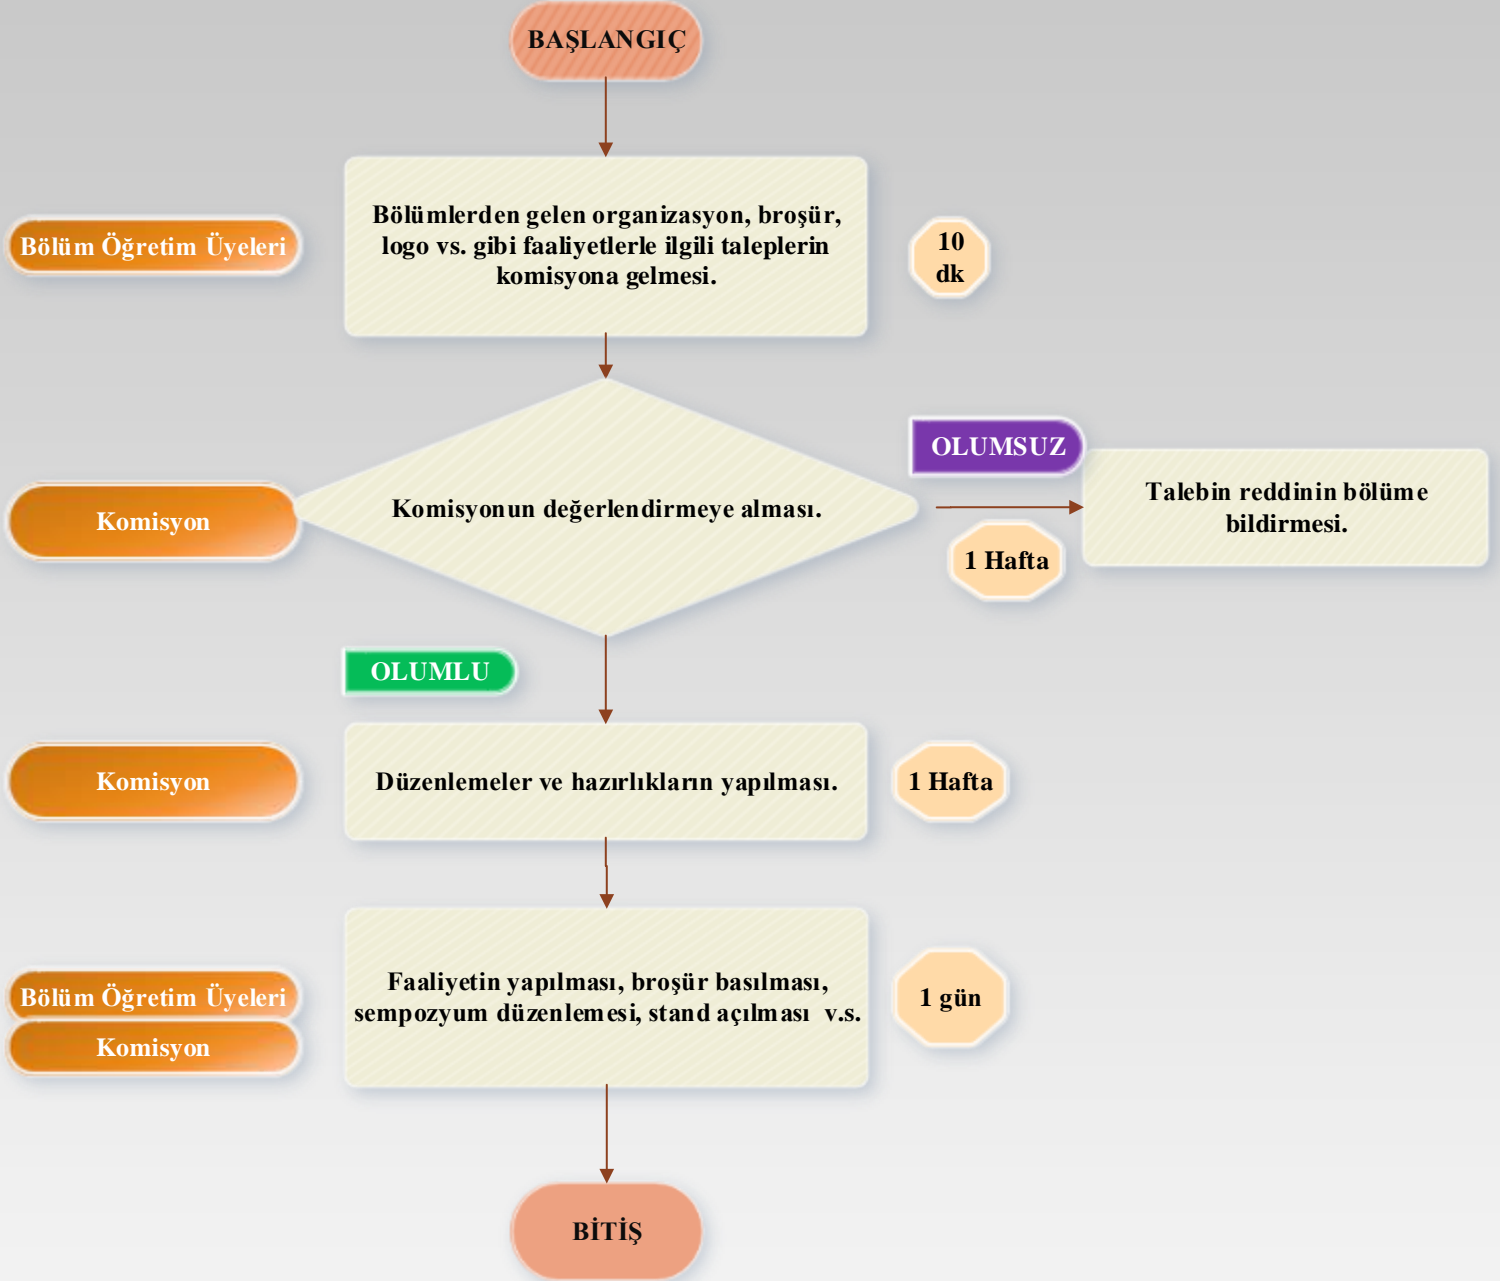 BAŞLANGIÇ
Bölüm Öğretim Üyeleri
Bölümlerden gelen organizasyon, broşür,
logo vs. gibi faaliyetlerle ilgili taleplerin
komisyona gelmesi.
10
dk
Komisyon
Komisyonun değerlendirmeye alması.
OLUMSUZ
1 Hafta
Talebin reddinin bölüme
bildirmesi.
OLUMLU
Komisyon
Düzenlemeler ve hazırlıkların yapılması.
1 Hafta
Bölüm Öğretim Üyeleri
Komisyon
Faaliyetin yapılması, broşür basılması,
sempozyum düzenlemesi, stand açılması v.s.
1 gün
BİTİŞ